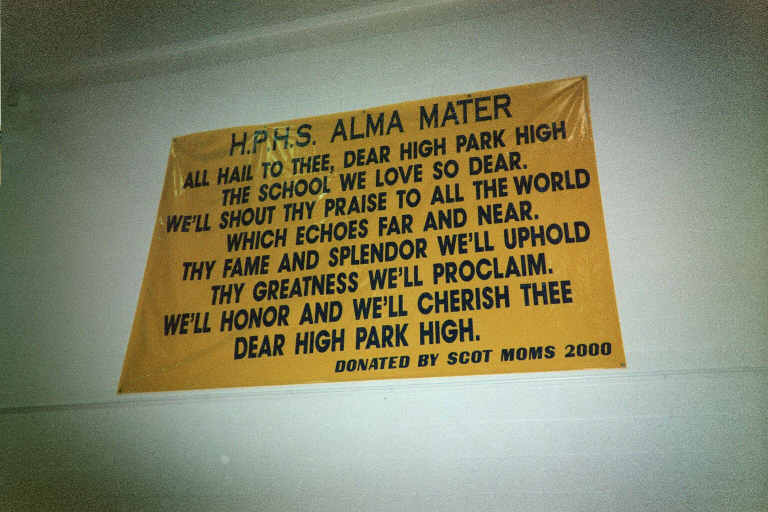 H.P.H.S. ALMA MATER
ALL HAIL TO THEE, DEAR HIGH PARK HIGH
THE SCHOOL WE LOVE SO DEAR.
WE'LL SHOUT THY PRAISE TO ALL THE WORLD
WHICH ECHOES FAR AND NEAR.
THY FAME AND SPLENDOR WE'LL UPHOLD
THY GREATNESS WE'LL PROCLAIM.
WE'LL HONOR AND WE'LL CHERISH THEE
DEAR HIGH PARK HIGH.
DONATED BY SCOT MOMS 2000